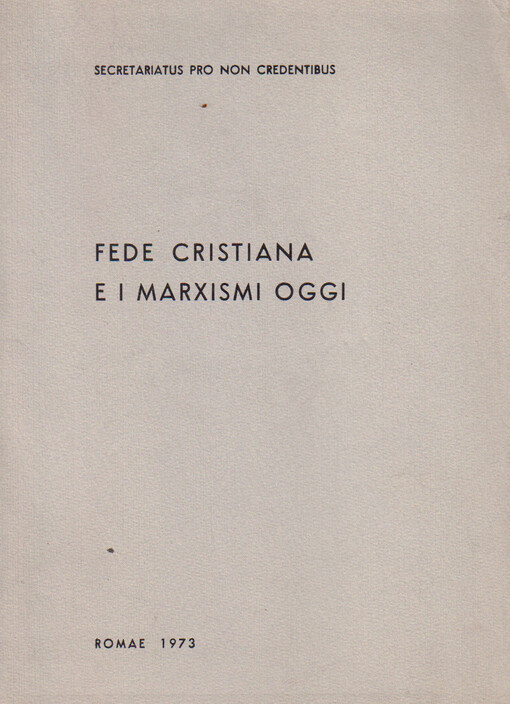 SECRETARIATUS PRO NON CREDENTIBUS
FEDE CRISTIANA
E I MARXISMI OGGI
ROMAE 1973